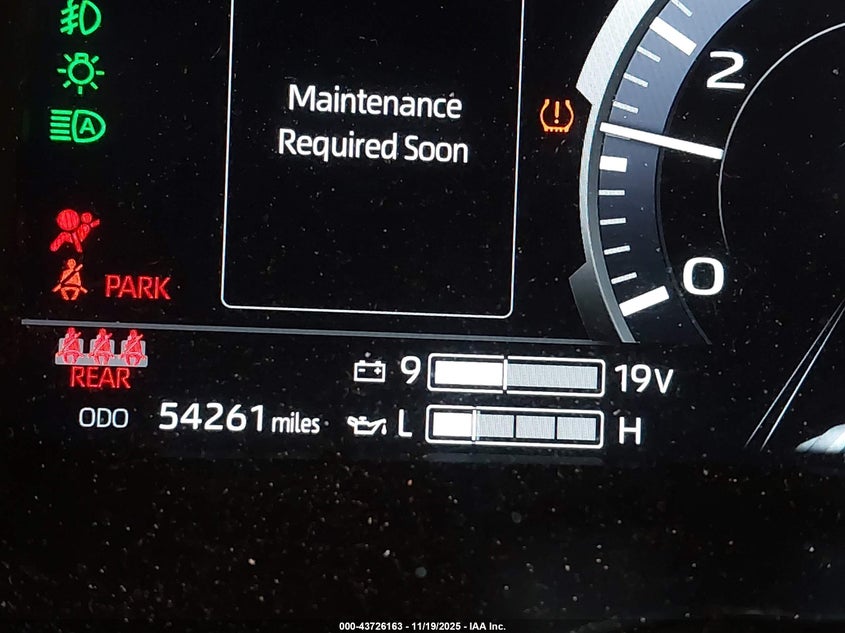 2
Maintenance
Required Soon
A
0
PARK
REAR
9 19V
ODO 54261 miles
L H
000-43726163 - 11/19/2025 - IAA Inc.